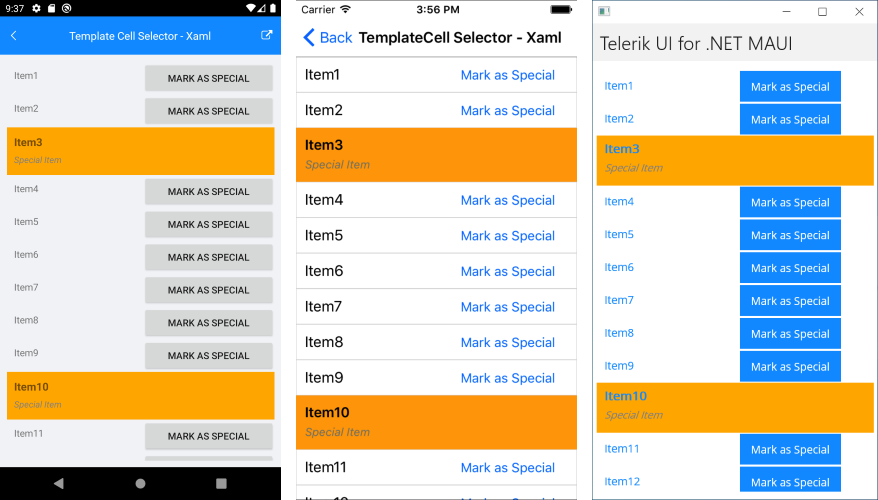 9:37
Template Cell Selector - Xaml
Item1 MARK AS SPECIAL
Item2 MARK AS SPECIAL
Item3
Special Item
Item4 MARK AS SPECIAL
Item5 MARK AS SPECIAL
Item6 MARK AS SPECIAL
Item7 MARK AS SPECIAL
Item8 MARK AS SPECIAL
Item9 MARK AS SPECIAL
Item10
Special Item
Item11 MARK AS SPECIAL
Carrier 3:56 PM
Back TemplateCell Selector - Xaml
Item1 Mark as Special
Item2 Mark as Special
Item3
Special Item
Item4 Mark as Special
Item5 Mark as Special
Item6 Mark as Special
Item7 Mark as Special
Item8 Mark as Special
Item9 Mark as Special
Item10
Special Item
Item11 Mark as Special
Telerik UI for .NET MAUI
Item1 Mark as Special
Item2 Mark as Special
Item3
Special Item
Item4 Mark as Special
Item5 Mark as Special
Item6 Mark as Special
Item7 Mark as Special
Item8 Mark as Special
Item9 Mark as Special
Item10
Special Item
Item11 Mark as Special
Item12 Mark as Special